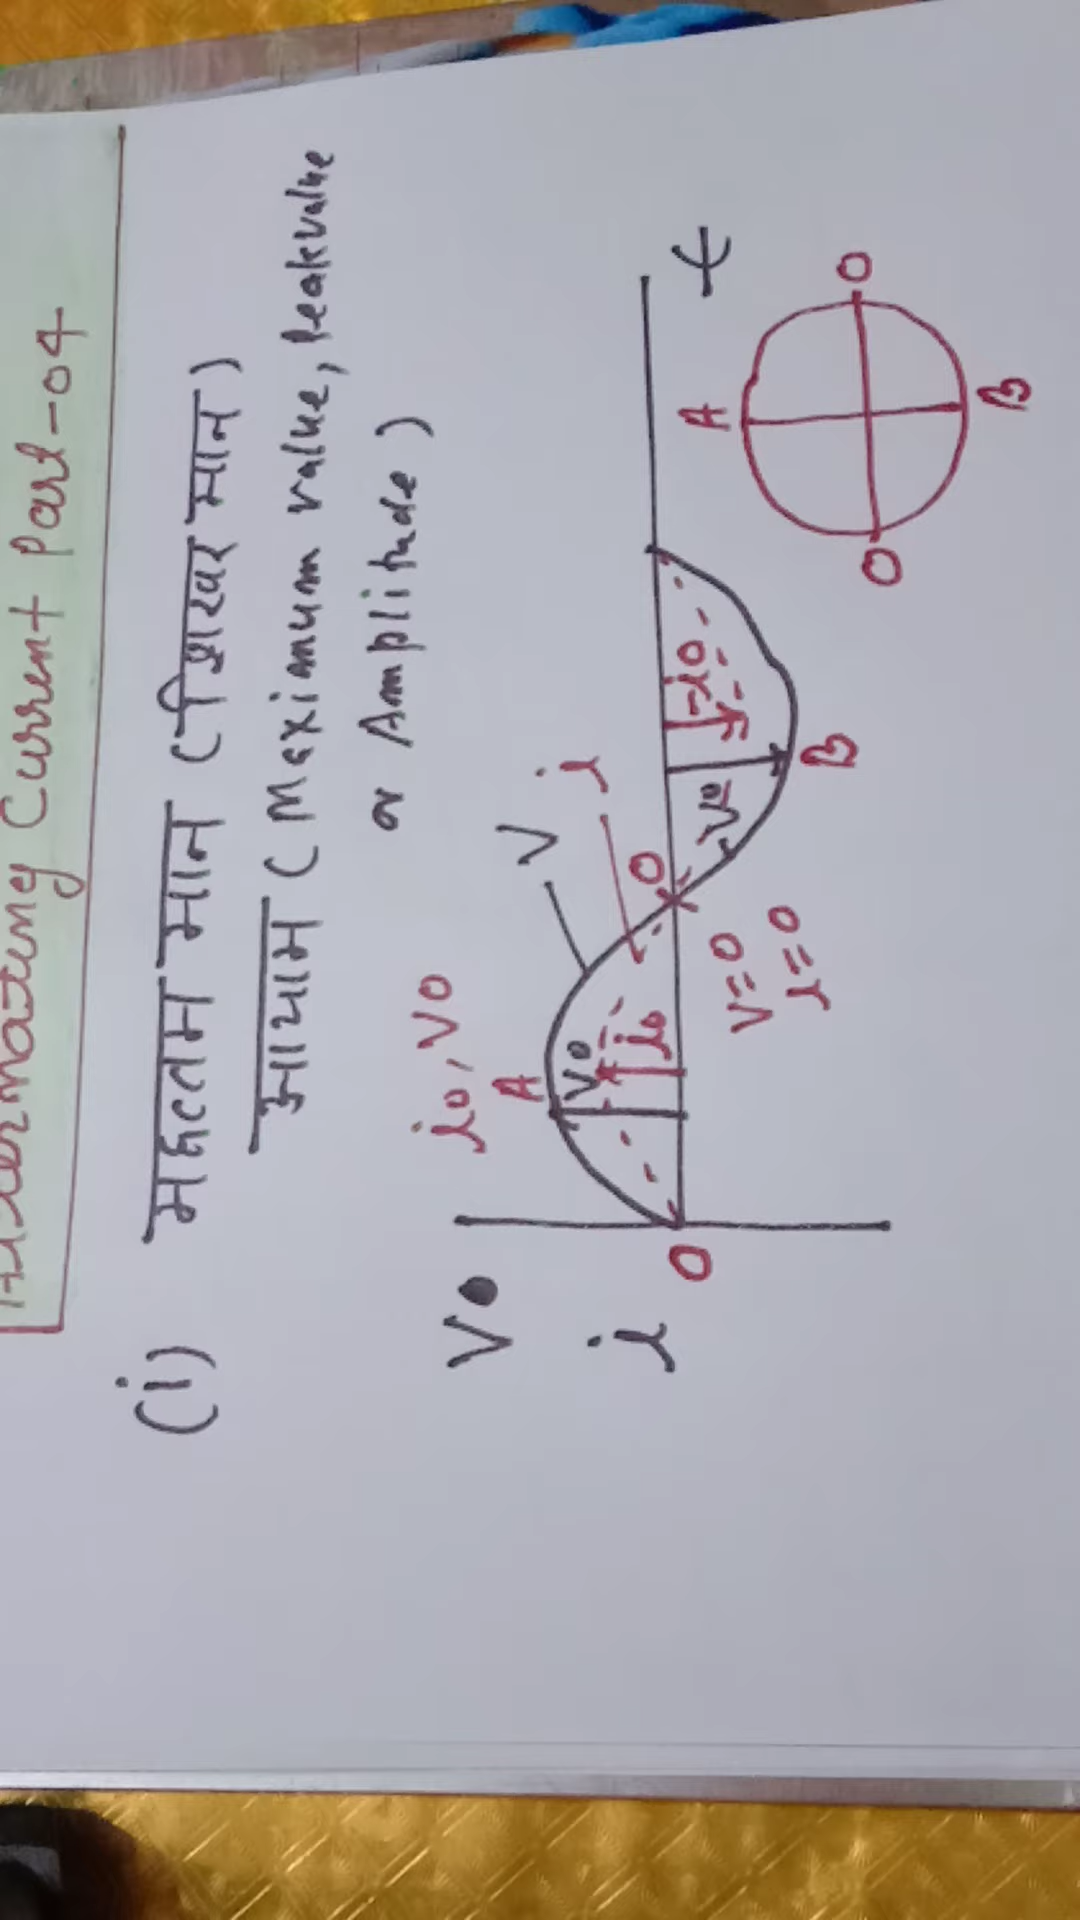 Alternating Current Part-04
(i) महत्तम मान (शिखर मान)
आयाम (Maximum value, Peak value
or Amplitude)
i0, V0
V0
i
A
V
i
V0
i0
O
O
-V0
-i0
B
t
V=0
i=0
A
O
O
B